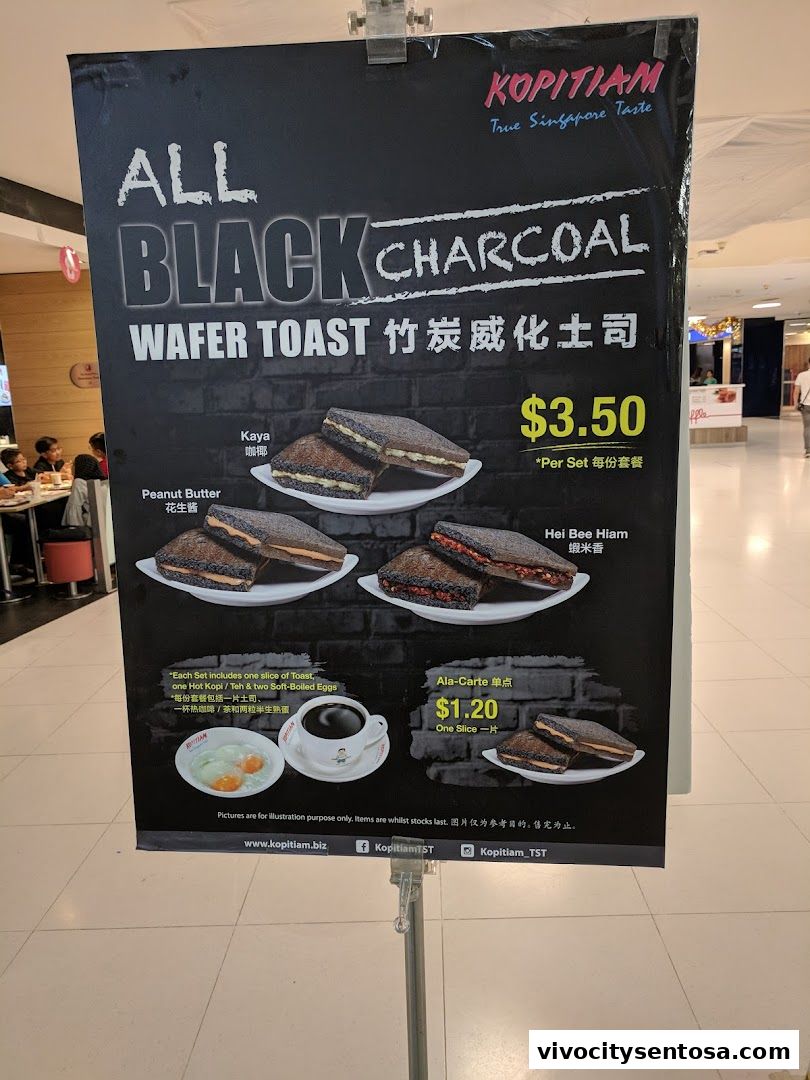 KOPITIAM
True Singapore Taste
ALL
BLACK CHARCOAL
WAFER TOAST 竹炭威化土司
$3.50
*Per Set 每份套餐
Kaya
咖椰
Peanut Butter
花生酱
Hei Bee Hiam
蝦米香
*Each Set includes one slice of Toast,
one Hot Kopi / Teh & two Soft-Boiled Eggs
*每份套餐包括一片土司、
一杯热咖啡 / 茶和两粒半生熟蛋
KOPITIAM
Ala-Carte 单点
$1.20
One Slice 一片
Pictures are for illustration purpose only. Items are whilst stocks last. 图片仅为参考目的。售完为止。
www.kopitiam.biz
KopitiamTST
Kopitiam_TST
vivocitysentosa.com